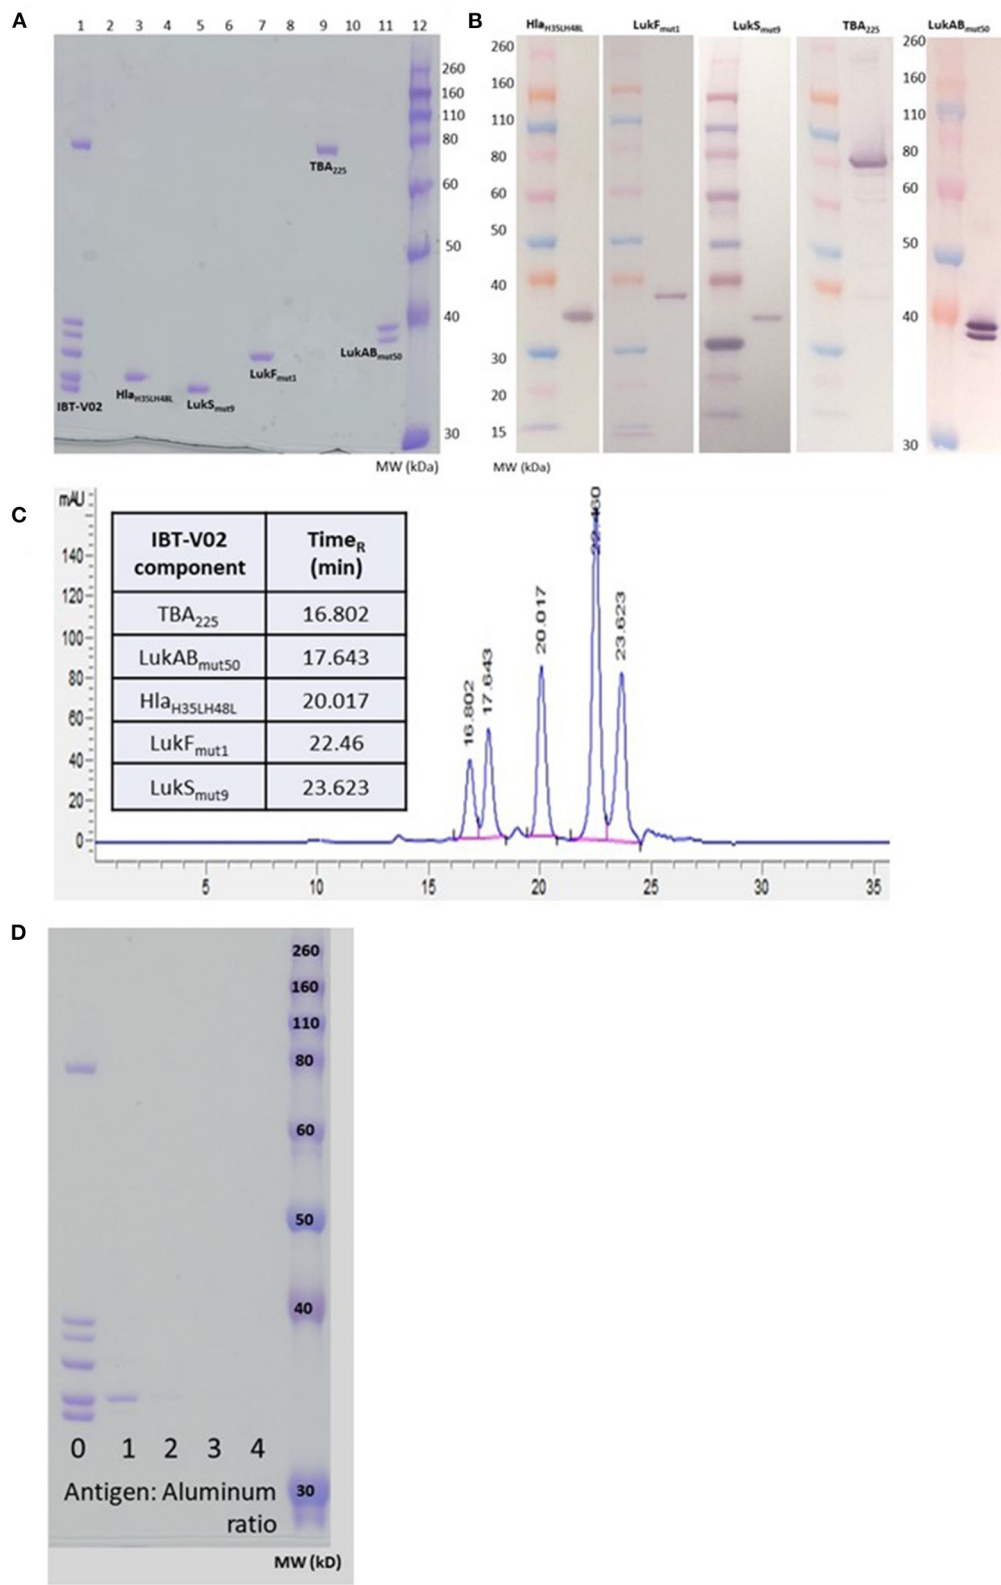 A
1 2 3 4 5 6 7 8 9 10 11 12
260
160
110
80
60
50
40
30
TBA225
LukABmut50
LukFmut1
HlaH35LH48L
LukSmut9
IBT-V02
MW (kDa)
B
HlaH35LH48L LukFmut1 LukSmut9 TBA225 LukABmut50
260
160
110
80
60
50
40
30
20
15
MW (kDa)
260
160
110
80
60
50
40
30
C
mAU
140
120
100
80
60
40
20
0
IBT-V02 component TimeR (min)
TBA225 16.802
LukABmut50 17.643
HlaH35LH48L 20.017
LukFmut1 22.46
LukSmut9 23.623
16.802
17.643
20.017
22.460
23.623
5 10 15 20 25 30 35
D
260
160
110
80
60
50
40
30
0 1 2 3 4
Antigen: Aluminum
ratio
MW (kD)